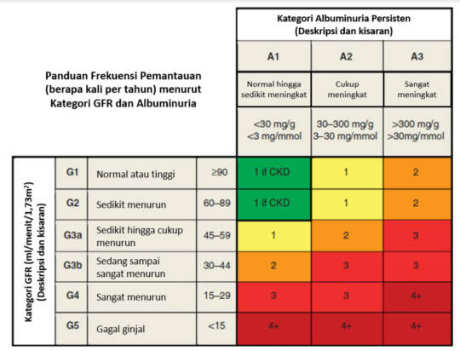 Kategori Albuminuria Persisten
(Deskripsi dan kisaran)
A1 A2 A3
Panduan Frekuensi Pemantauan
(berapa kali per tahun) menurut
Kategori GFR dan Albuminuria
Normal hingga
sedikit meningkat
Cukup
meningkat
Sangat
meningkat
<30 mg/g
<3 mg/mmol
30–300 mg/g
3–30 mg/mmol
>300 mg/g
>30mg/mmol
Kategori GFR (ml/menit/1,73m²)
(Deskripsi dan kisaran)
G1 Normal atau tinggi ≥90 1 if CKD 1 2
G2 Sedikit menurun 60–89 1 if CKD 1 2
G3a Sedikit hingga cukup
menurun 45–59 1 2 3
G3b Sedang sampai
sangat menurun 30–44 2 3 3
G4 Sangat menurun 15–29 3 3 4+
G5 Gagal ginjal <15 4+ 4+ 4+